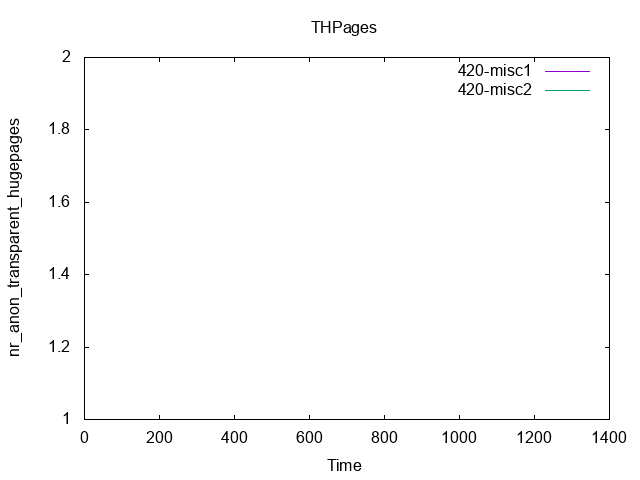 THPages
420-misc1
420-misc2
2
1.8
1.6
1.4
1.2
1
nr_anon_transparent_hugepages
0 200 400 600 800 1000 1200 1400
Time